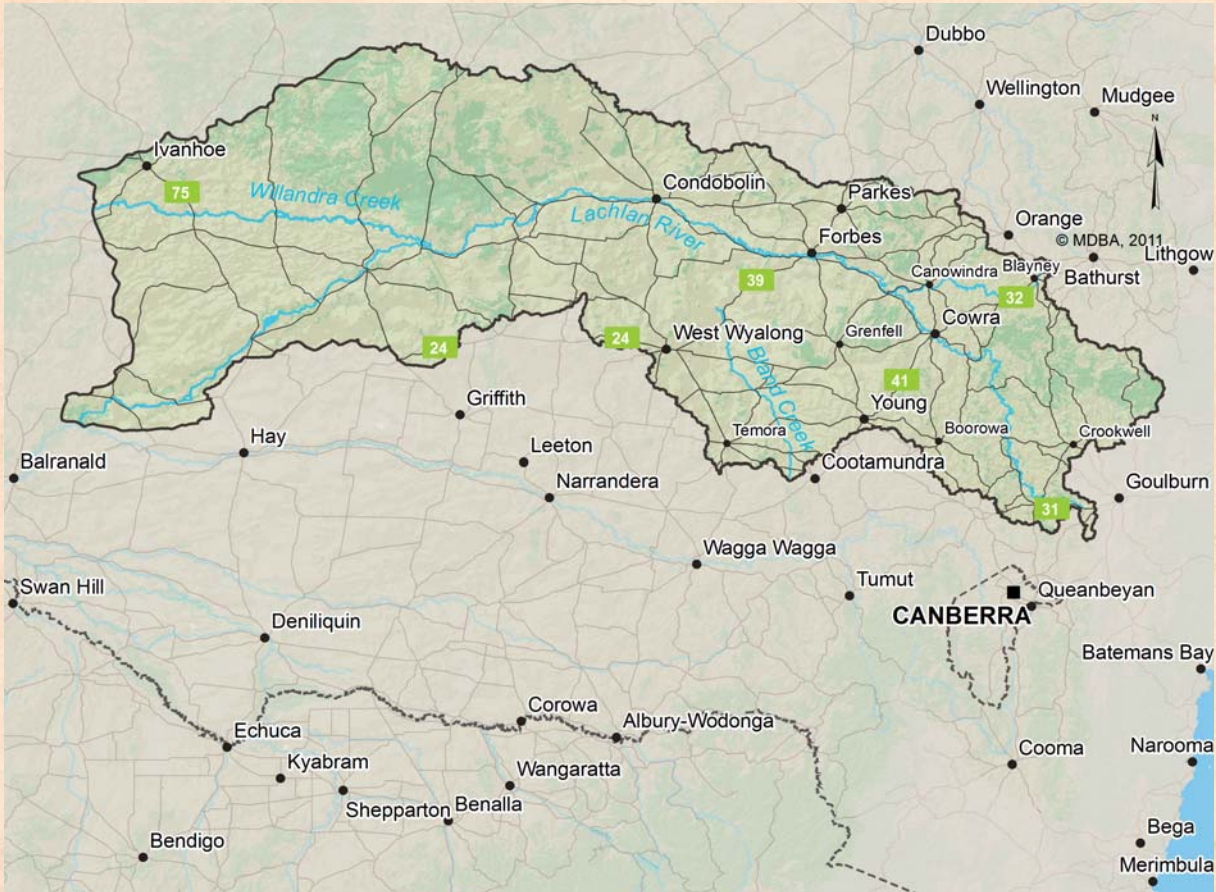 Dubbo
Wellington
Mudgee
N
Ivanhoe
75
Willandra Creek
Condobolin
Parkes
Lachlan River
Orange
Forbes
© MDBA, 2011
Lithgow
Canowindra
Blayney
Bathurst
39
32
Cowra
24
24
West Wyalong
Grenfell
Bland Creek
41
Griffith
Young
Hay
Leeton
Temora
Boorowa
Crookwell
Balranald
Cootamundra
Narrandera
Goulburn
31
Wagga Wagga
Swan Hill
Tumut
Queanbeyan
CANBERRA
Deniliquin
Batemans Bay
Corowa
Albury-Wodonga
Echuca
Cooma
Narooma
Kyabram
Wangaratta
Shepparton
Benalla
Bendigo
Bega
Merimbula